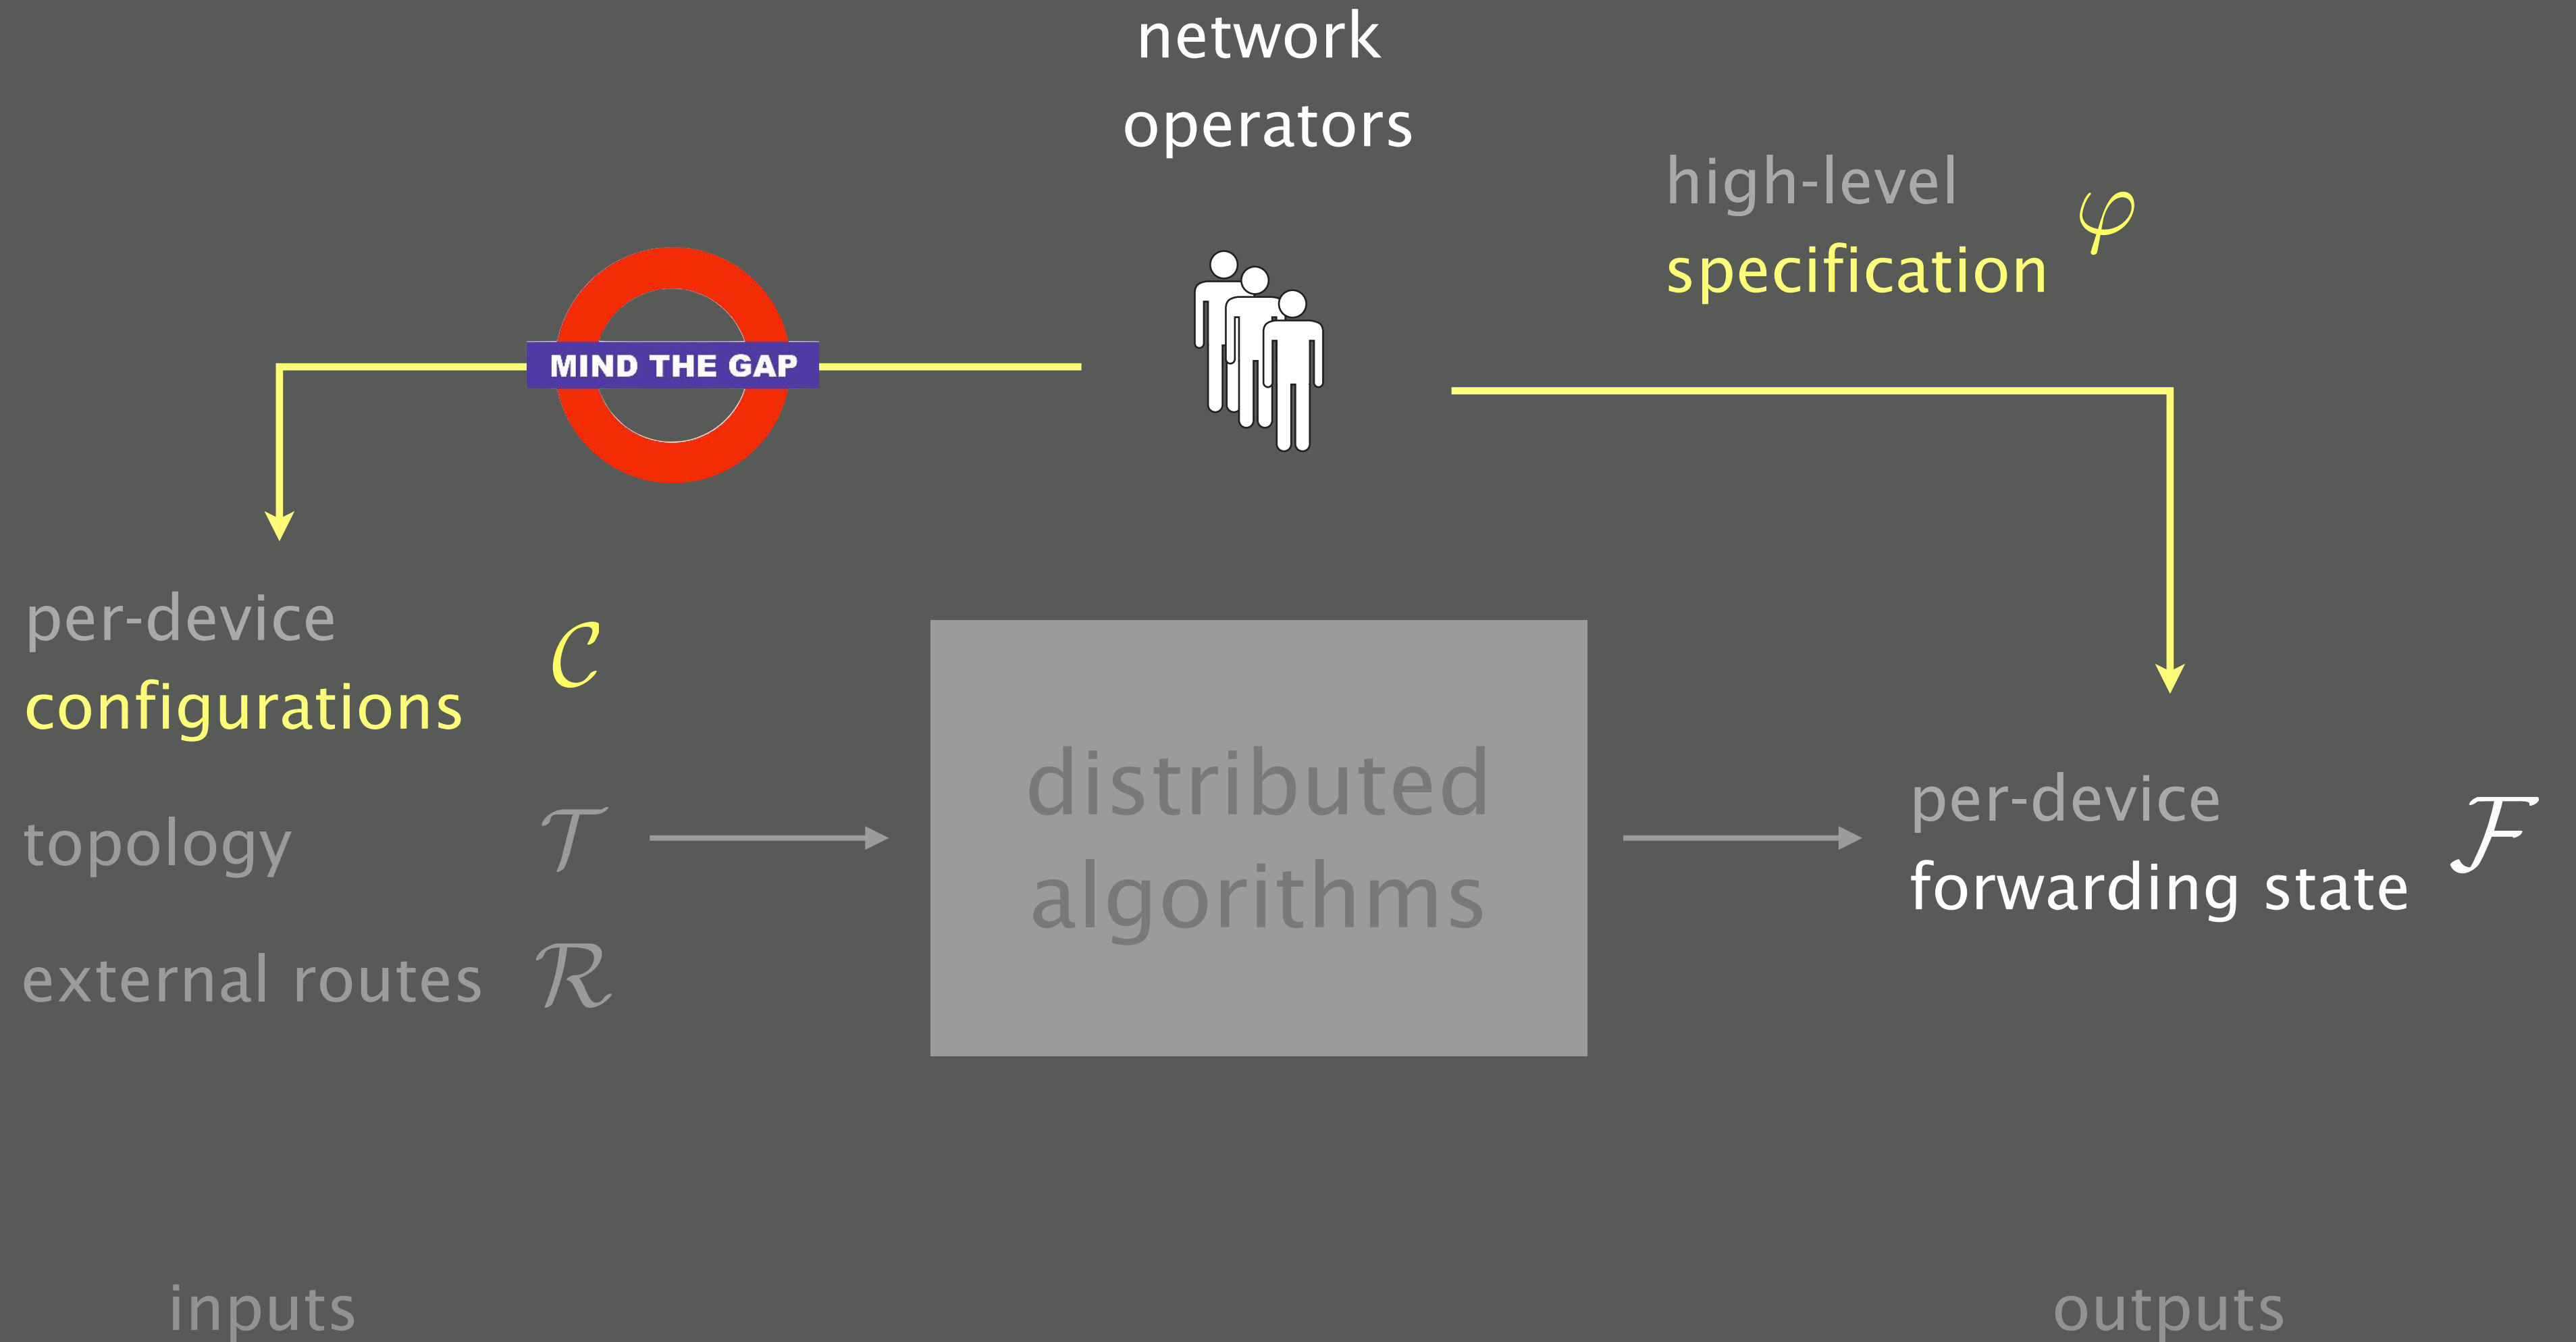 network
operators
high-level
specification φ
MIND THE GAP
per-device
configurations
𝒞
topology 𝒯
external routes ℛ
distributed
algorithms
per-device
forwarding state
ℱ
inputs
outputs